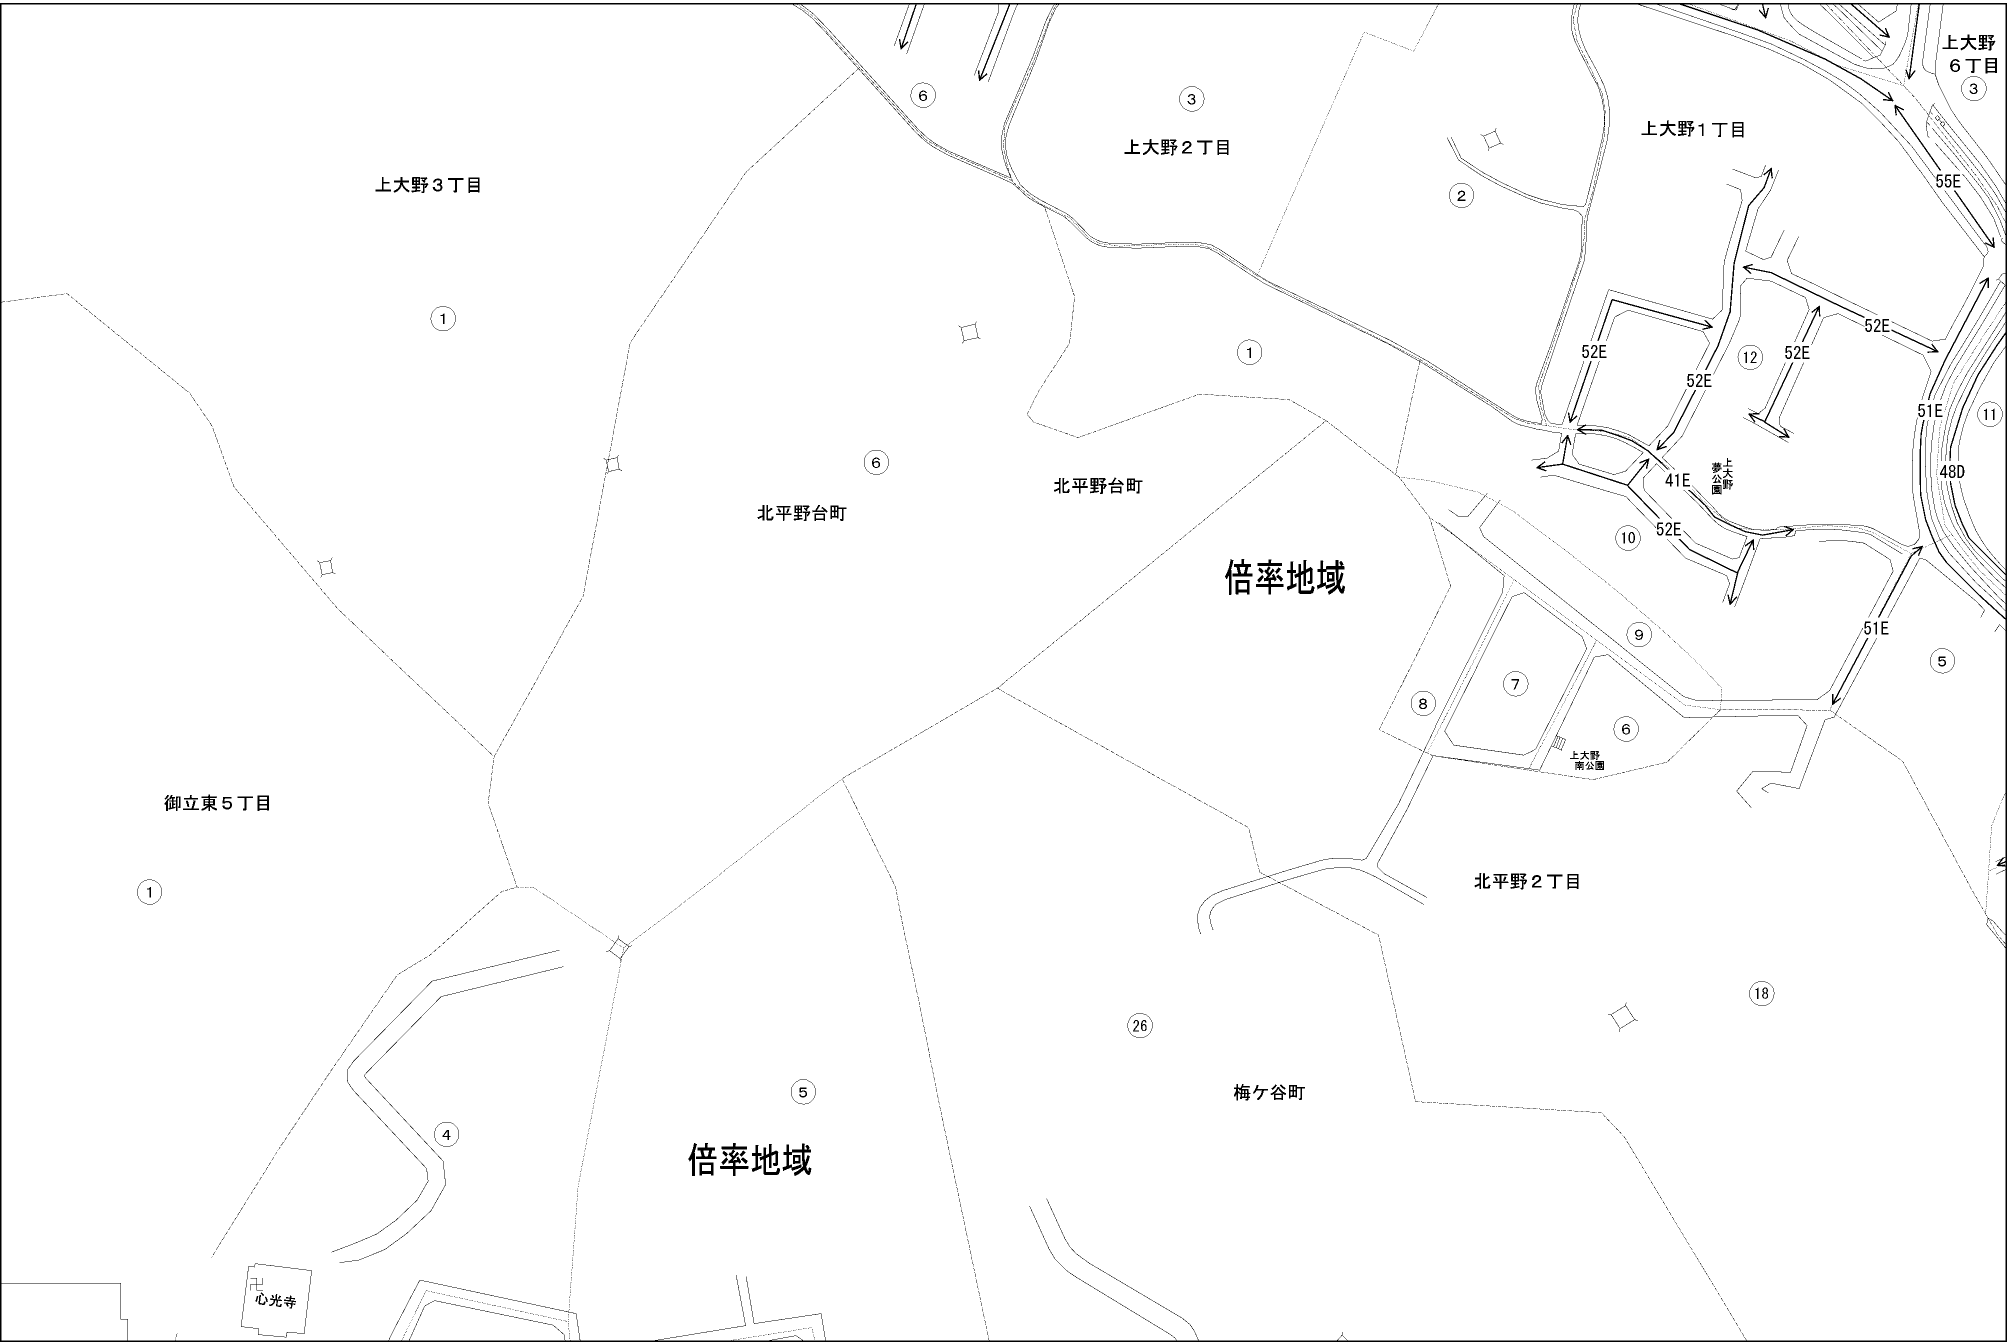 上大野
6丁目
3
6
3
上大野2丁目
上大野1丁目
上大野3丁目
2
55E
1
1
52E
52E
52E
12
52E
51E
11
6
北平野台町
北平野台町
41E
上大野
夢公園
48D
52E
10
倍率地域
9
51E
5
7
8
6
上大野
南公園
御立東5丁目
1
北平野2丁目
18
26
5
梅ケ谷町
4
倍率地域
卍
心光寺